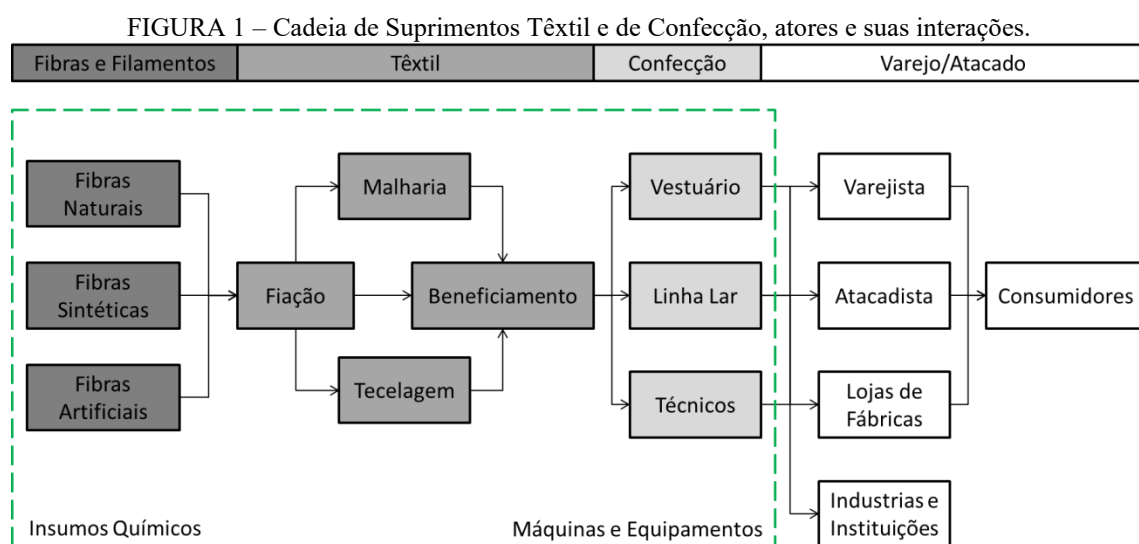 FIGURA 1 – Cadeia de Suprimentos Têxtil e de Confecção, atores e suas interações.
Fibras e Filamentos
Têxtil
Confecção
Varejo/Atacado
Fibras
Naturais
Malharia
Vestuário
Varejista
Fibras
Sintéticas
Fiação
Beneficiamento
Linha Lar
Atacadista
Consumidores
Fibras
Artificiais
Tecelagem
Técnicos
Lojas de
Fábricas
Insumos Químicos
Máquinas e Equipamentos
Industrias e
Instituições